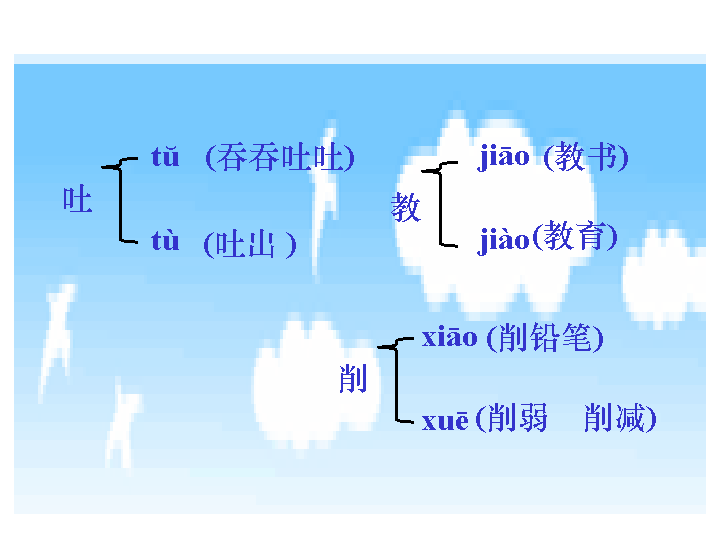 tŭ (吞吞吐吐)
吐
tù (吐出 )
jiāo (教书)
教
jiào (教育)
xiāo (削铅笔)
削
xuē (削弱 削减)